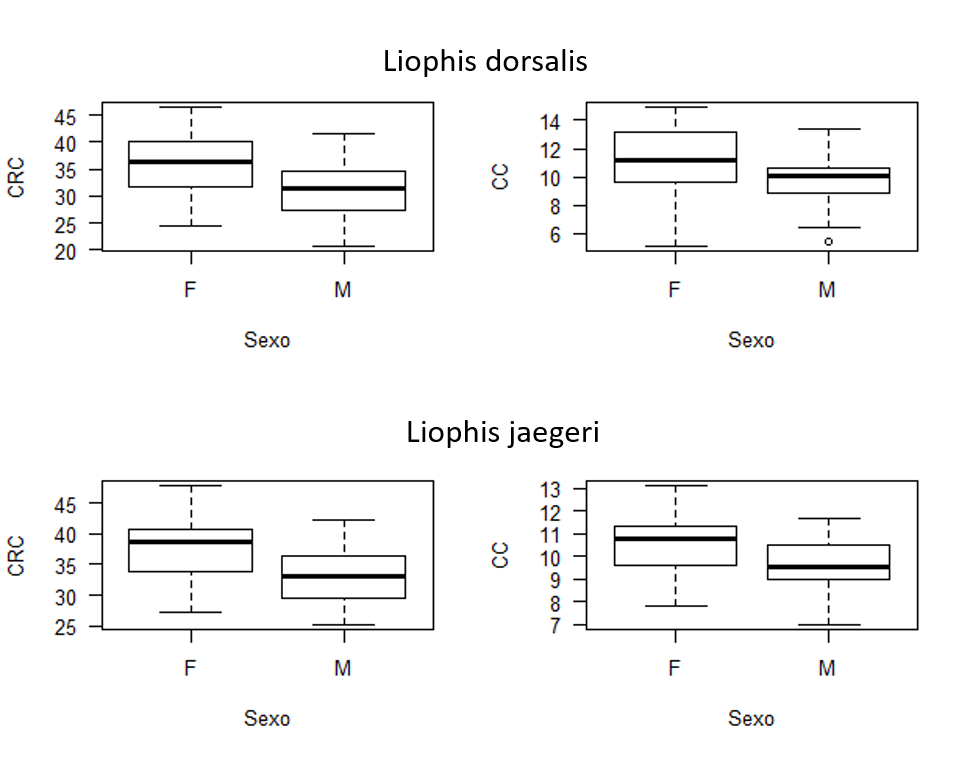 Liophis dorsalis
CRC
45
40
35
30
25
20
F
M
Sexo
CC
14
12
10
8
6
F
M
Sexo
Liophis jaegeri
CRC
45
40
35
30
25
F
M
Sexo
CC
13
12
11
10
9
8
7
F
M
Sexo